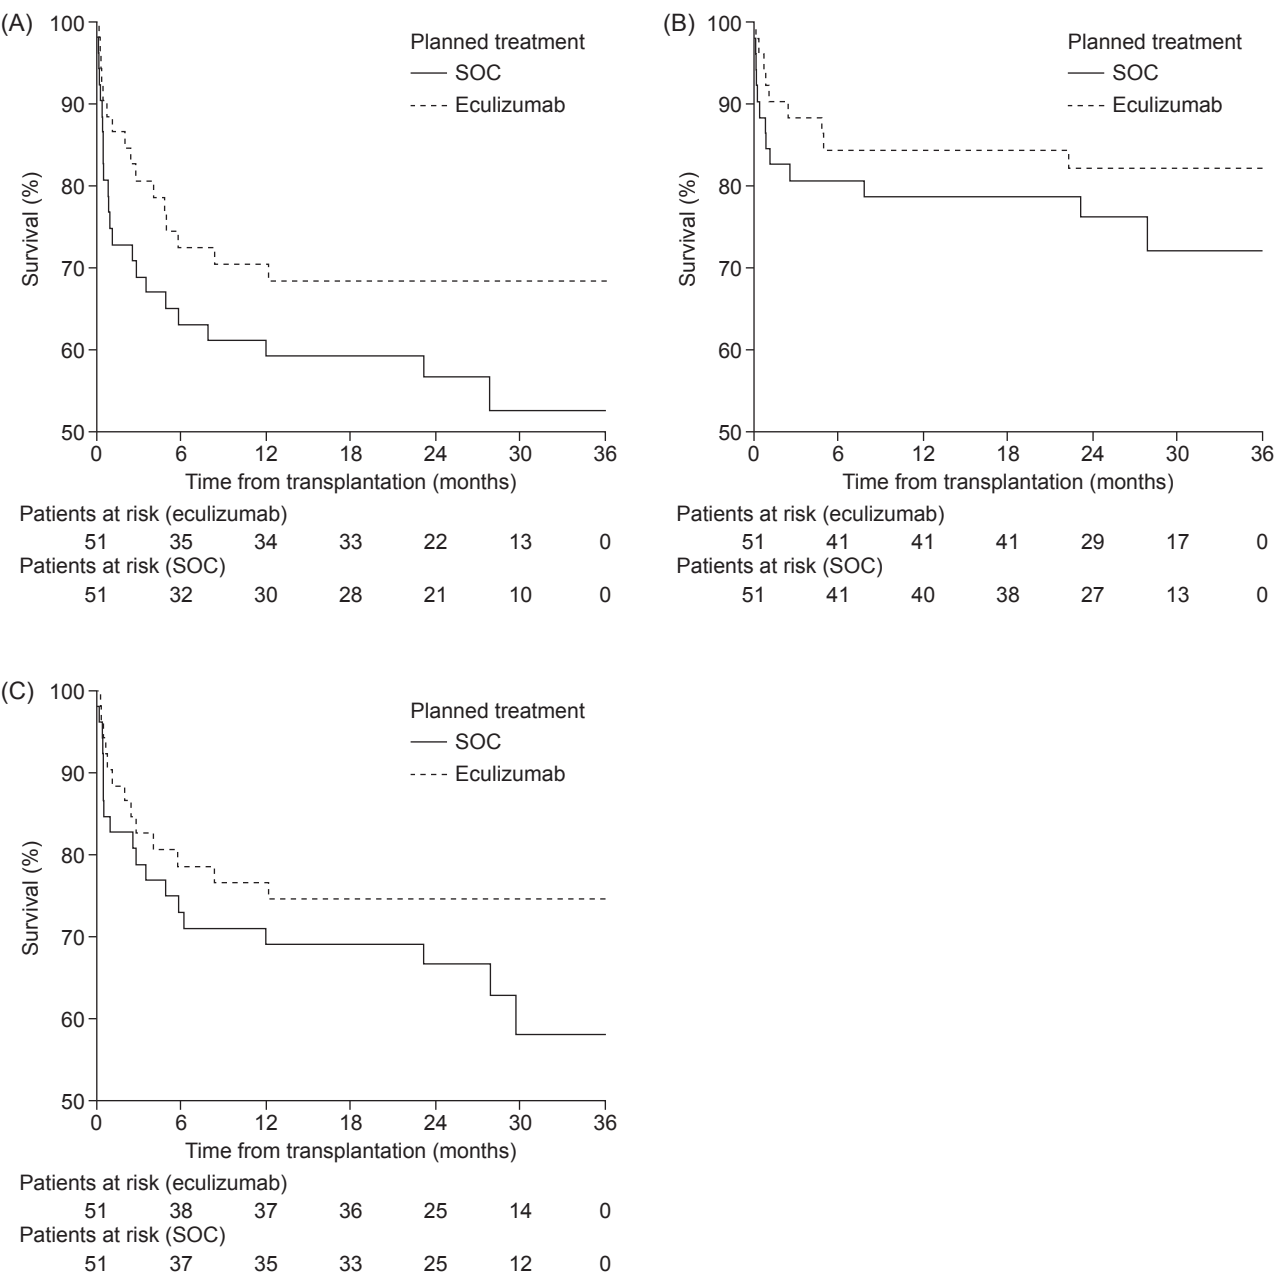 (A)
Planned treatment
SOC
Eculizumab
Survival (%)
100
90
80
70
60
50
0 6 12 18 24 30 36
Time from transplantation (months)
Patients at risk (eculizumab)
51 35 34 33 22 13 0
Patients at risk (SOC)
51 32 30 28 21 10 0
(B)
Planned treatment
SOC
Eculizumab
Survival (%)
100
90
80
70
60
50
0 6 12 18 24 30 36
Time from transplantation (months)
Patients at risk (eculizumab)
51 41 41 41 29 17 0
Patients at risk (SOC)
51 41 40 38 27 13 0
(C)
Planned treatment
SOC
Eculizumab
Survival (%)
100
90
80
70
60
50
0 6 12 18 24 30 36
Time from transplantation (months)
Patients at risk (eculizumab)
51 38 37 36 25 14 0
Patients at risk (SOC)
51 37 35 33 25 12 0